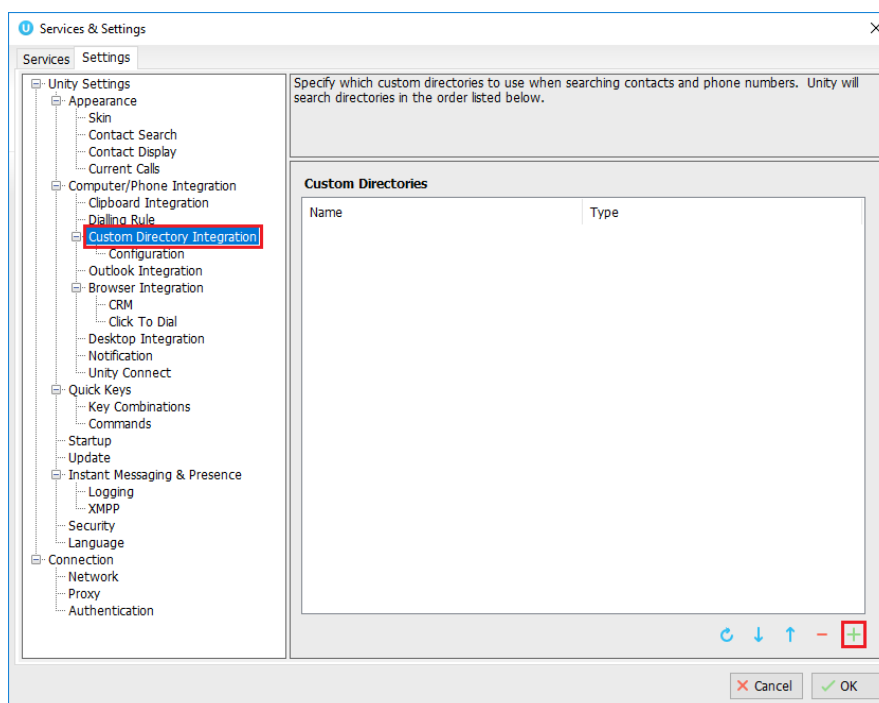 Services & Settings
Services Settings
Unity Settings
Appearance
Skin
Contact Search
Contact Display
Current Calls
Computer/Phone Integration
Clipboard Integration
Dialling Rule
Custom Directory Integration
Configuration
Outlook Integration
Browser Integration
CRM
Click To Dial
Desktop Integration
Notification
Unity Connect
Quick Keys
Key Combinations
Commands
Startup
Update
Instant Messaging & Presence
Logging
XMPP
Security
Language
Connection
Network
Proxy
Authentication
Specify which custom directories to use when searching contacts and phone numbers. Unity will
search directories in the order listed below.
Custom Directories
Name Type
Cancel OK